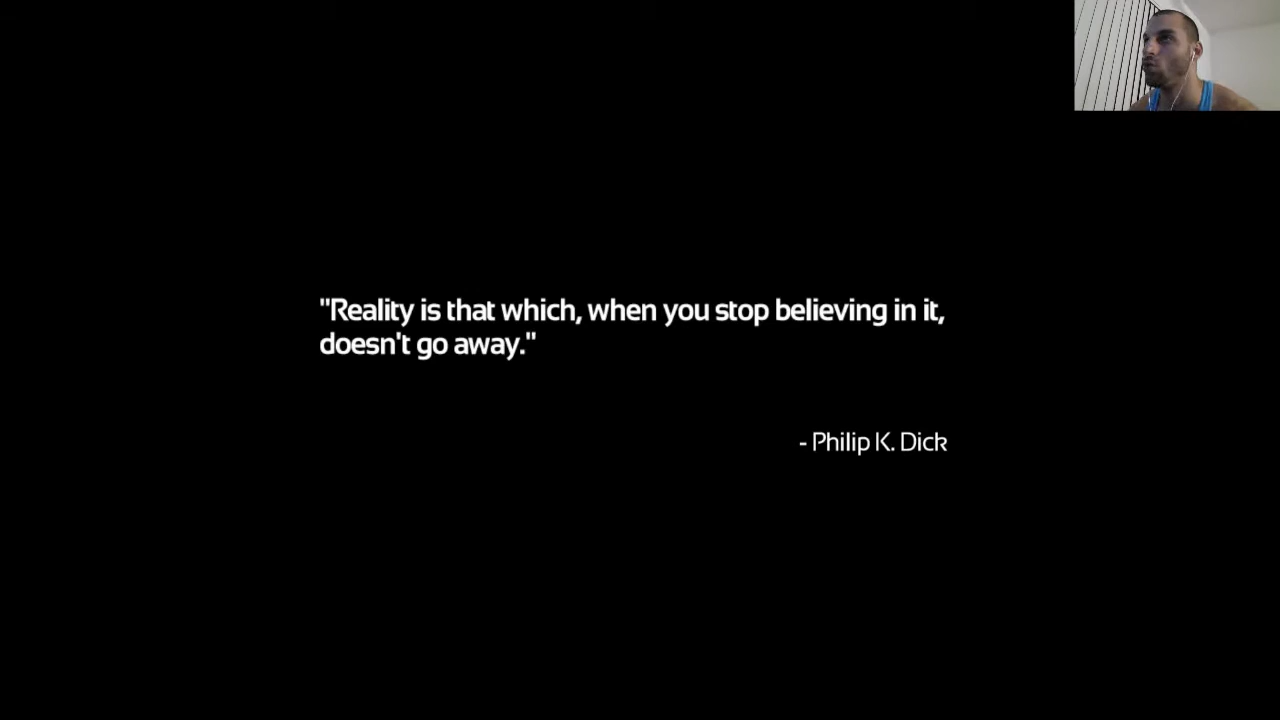 "Reality is that which, when you stop believing in it,
doesn't go away."
- Philip K. Dick